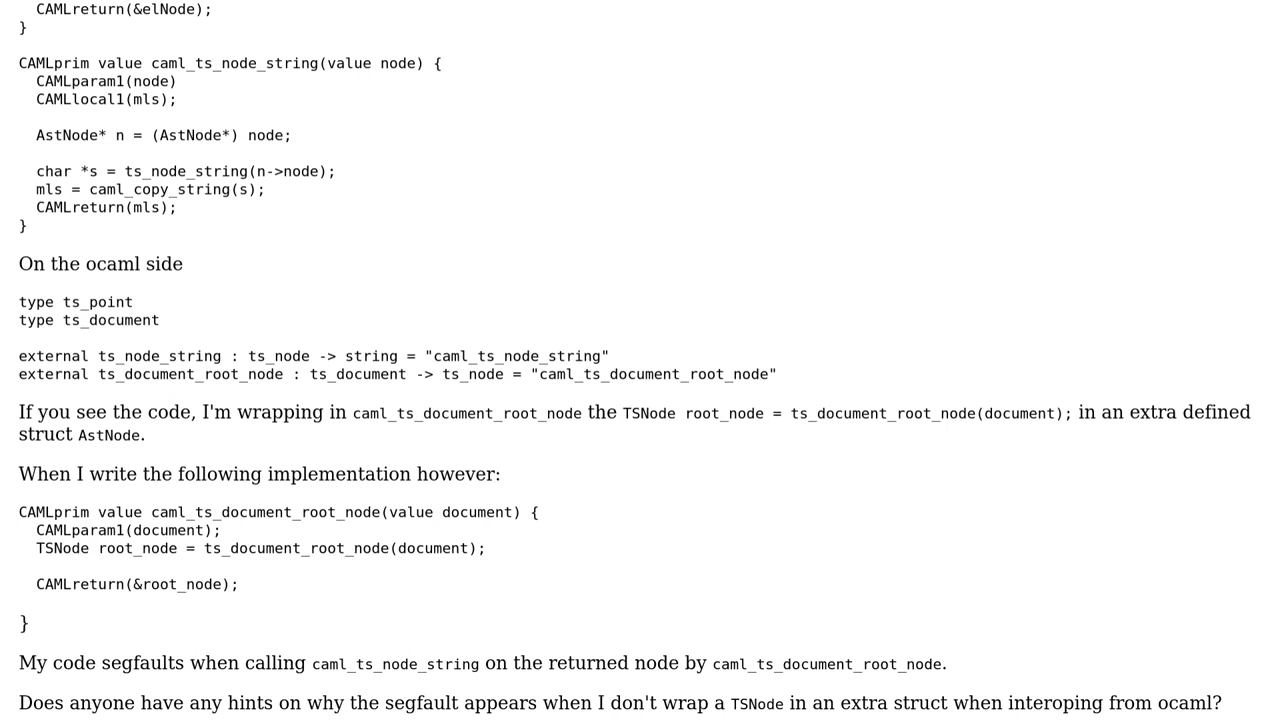 CAMLreturn(&elNode);
}
CAMLprim value caml_ts_node_string(value node) {
CAMLparam1(node)
CAMLlocal1(mls);
AstNode* n = (AstNode*) node;
char *s = ts_node_string(n->node);
mls = caml_copy_string(s);
CAMLreturn(mls);
}
On the ocaml side
type ts_point
type ts_document
external ts_node_string : ts_node -> string = "caml_ts_node_string"
external ts_document_root_node : ts_document -> ts_node = "caml_ts_document_root_node"
If you see the code, I'm wrapping in caml_ts_document_root_node the TSNode root_node = ts_document_root_node(document); in an extra defined
struct AstNode.
When I write the following implementation however:
CAMLprim value caml_ts_document_root_node(value document) {
CAMLparam1(document);
TSNode root_node = ts_document_root_node(document);
CAMLreturn(&root_node);
}
My code segfaults when calling caml_ts_node_string on the returned node by caml_ts_document_root_node.
Does anyone have any hints on why the segfault appears when I don't wrap a TSNode in an extra struct when interoping from ocaml?